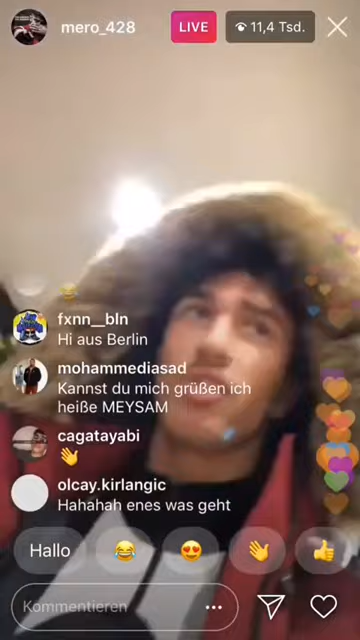 mero_428
LIVE
11,4 Tsd.
fxnn__bln
Hi aus Berlin
mohammediasad
Kannst du mich grüßen ich
heiße MEYSAM
cagatayabi
👋
olcay.kirlangic
Hahahah enes was geht
Hallo
Kommentieren